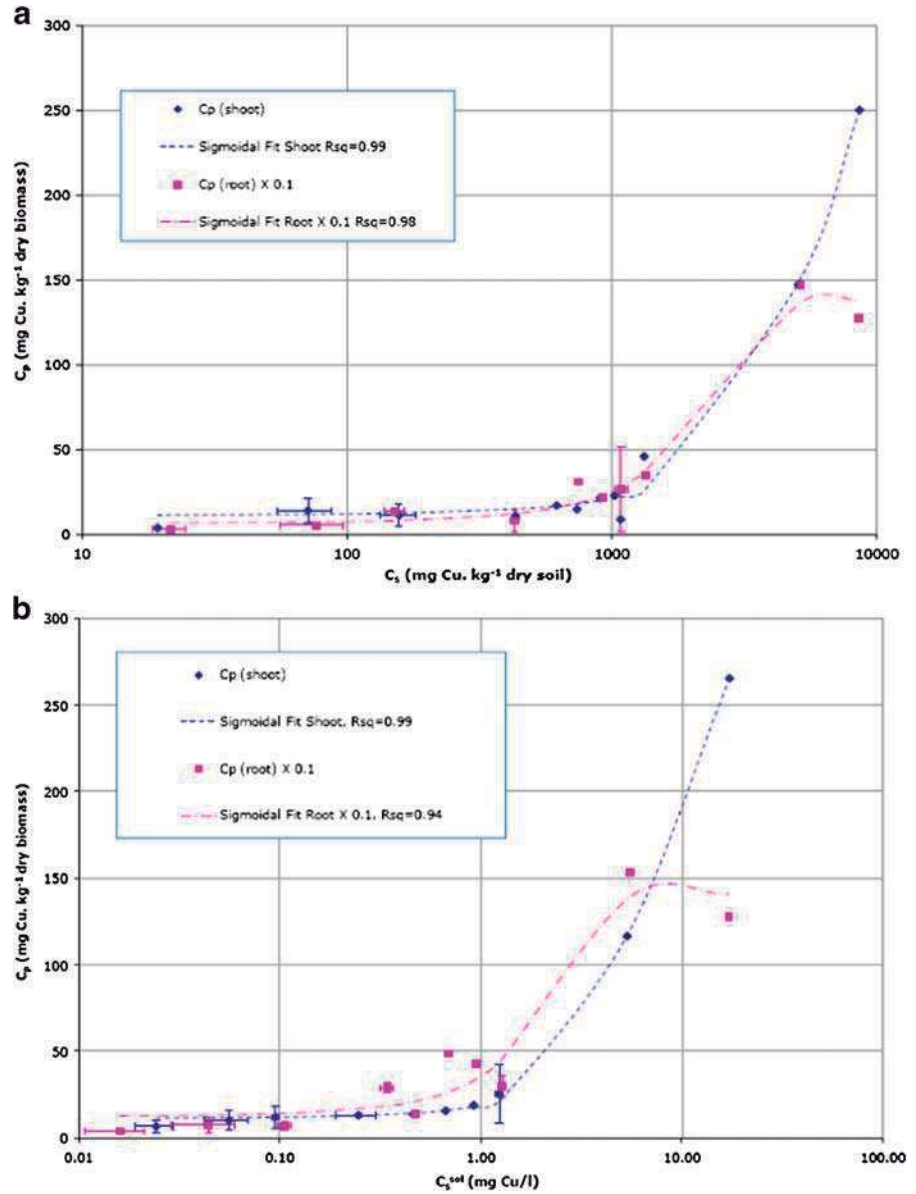 a
300
250
200
150
100
50
0
Cp (shoot)
Sigmoidal Fit Shoot Rsq=0.99
Cp (root) X 0.1
Sigmoidal Fit Root X 0.1 Rsq=0.98
Cₚ (mg Cu. kg⁻¹ dry biomass)
10 100 1000 10000
Cₛ (mg Cu. kg⁻¹ dry soil)
b
300
250
200
150
100
50
0
Cp (shoot)
Sigmoidal Fit Shoot. Rsq=0.99
Cp (root) X 0.1
Sigmoidal Fit Root X 0.1. Rsq=0.94
Cₚ (mg Cu. kg⁻¹ dry biomass)
0.01 0.10 1.00 10.00 100.00
Cₛˢᵒˡ (mg Cu/l)